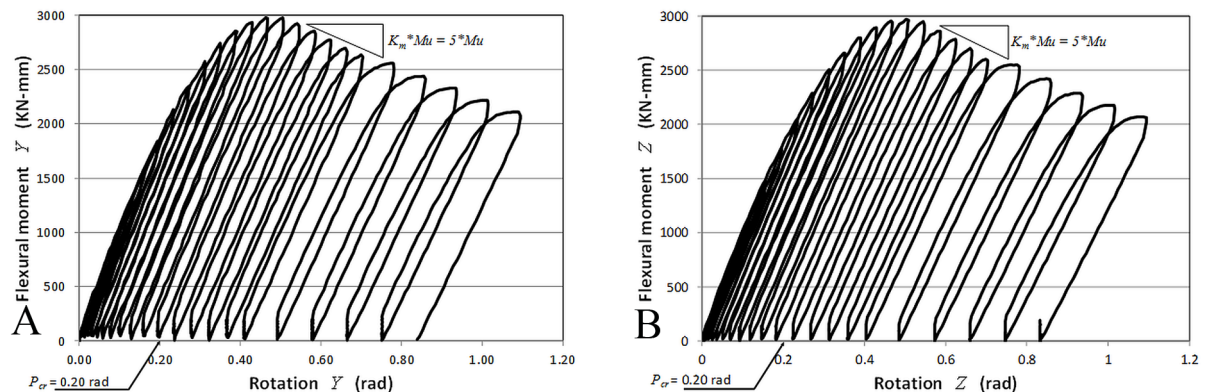 3000
2500
2000
1500
1000
500
0
Flexural moment Y (KN-mm)
K_m*Mu = 5*Mu
A
0.00 0.20 0.40 0.60 0.80 1.00 1.20
P_cr = 0.20 rad
Rotation Y (rad)
3000
2500
2000
1500
1000
500
0
Flexural moment Z (KN-mm)
K_m*Mu = 5*Mu
B
0 0.2 0.4 0.6 0.8 1 1.2
P_cr = 0.20 rad
Rotation Z (rad)